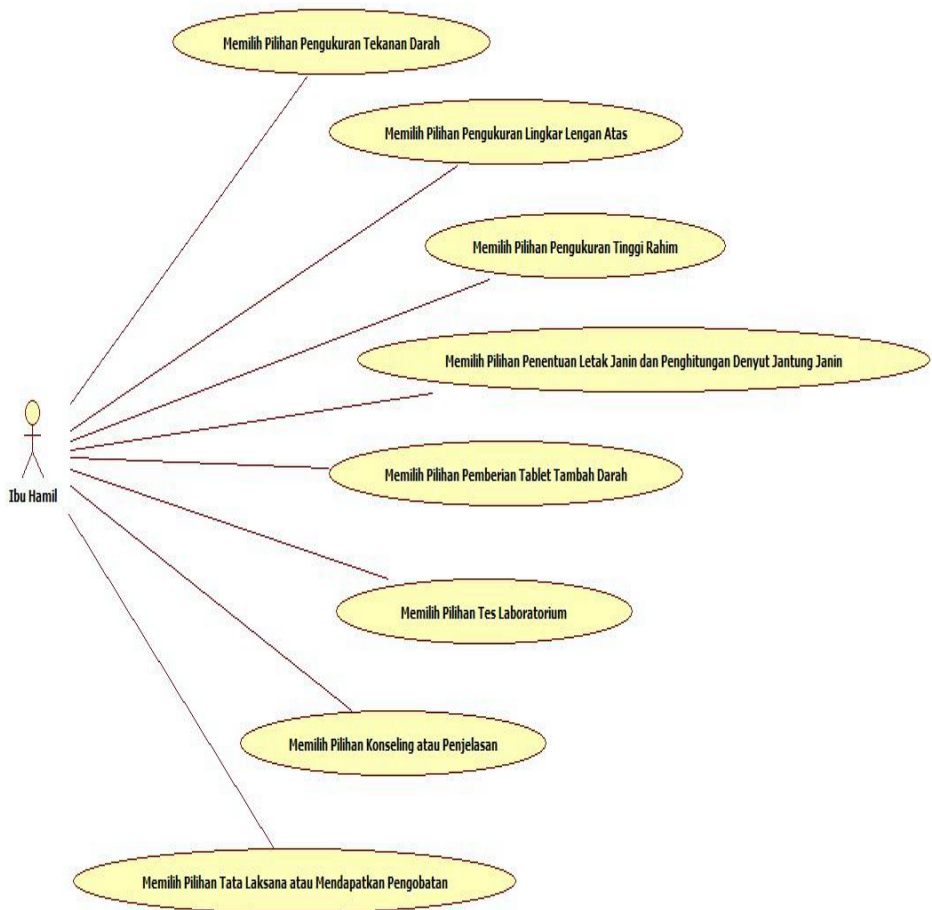 Memilih Pilihan Pengukuran Tekanan Darah
Memilih Pilihan Pengukuran Lingkar Lengan Atas
Memilih Pilihan Pengukuran Tinggi Rahim
Memilih Pilihan Penentuan Letak Janin dan Penghitungan Denyut Jantung Janin
Memilih Pilihan Pemberian Tablet Tambah Darah
Ibu Hamil
Memilih Pilihan Tes Laboratorium
Memilih Pilihan Konseling atau Penjelasan
Memilih Pilihan Tata Laksana atau Mendapatkan Pengobatan